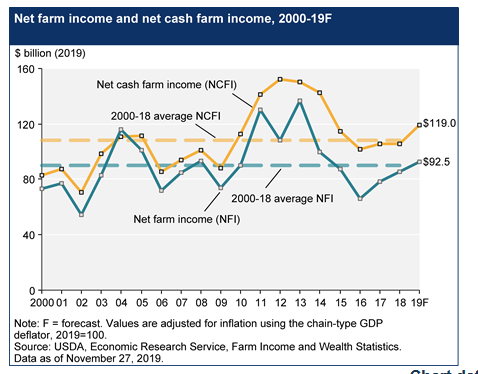 Net farm income and net cash farm income, 2000-19F
$ billion (2019)
160
Net cash farm income (NCFI)
2000-18 average NCFI
120
$119.0
$92.5
80
2000-18 average NFI
Net farm income (NFI)
40
0
2000 01 02 03 04 05 06 07 08 09 10 11 12 13 14 15 16 17 18 19F
Note: F = forecast. Values are adjusted for inflation using the chain-type GDP
deflator, 2019=100.
Source: USDA, Economic Research Service, Farm Income and Wealth Statistics.
Data as of November 27, 2019.